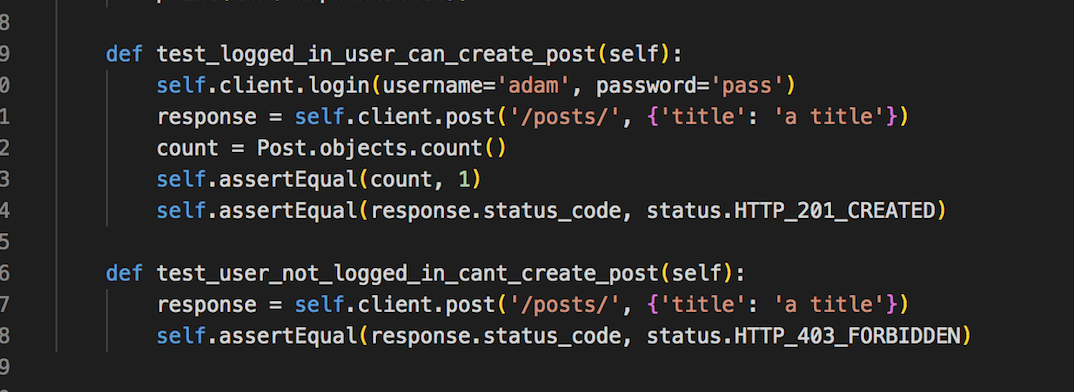 8
9 def test_logged_in_user_can_create_post(self):
0 self.client.login(username='adam', password='pass')
1 response = self.client.post('/posts/', {'title': 'a title'})
2 count = Post.objects.count()
3 self.assertEqual(count, 1)
4 self.assertEqual(response.status_code, status.HTTP_201_CREATED)
5
6 def test_user_not_logged_in_cant_create_post(self):
7 response = self.client.post('/posts/', {'title': 'a title'})
8 self.assertEqual(response.status_code, status.HTTP_403_FORBIDDEN)
9